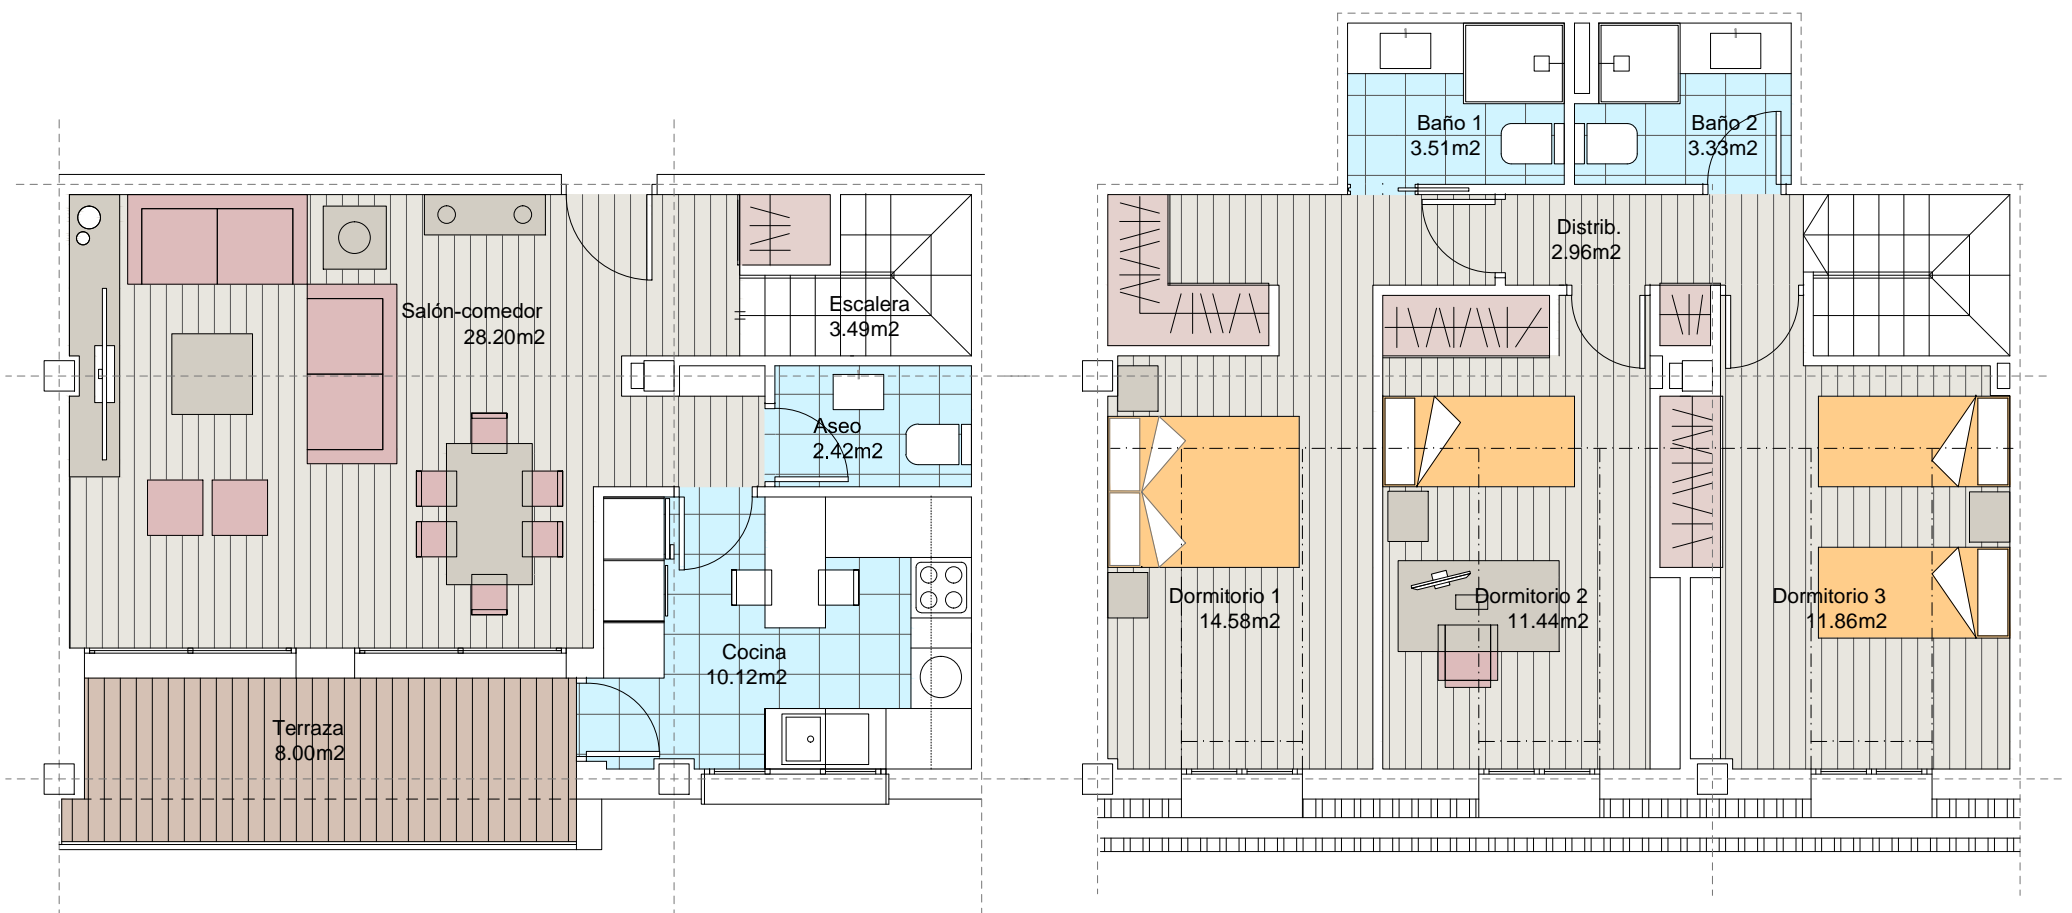 Salón-comedor
28.20m2
Escalera
3.49m2
Aseo
2.42m2
Cocina
10.12m2
Terraza
8.00m2
Baño 1
3.51m2
Baño 2
3.33m2
Distrib.
2.96m2
Dormitorio 1
14.58m2
Dormitorio 2
11.44m2
Dormitorio 3
11.86m2